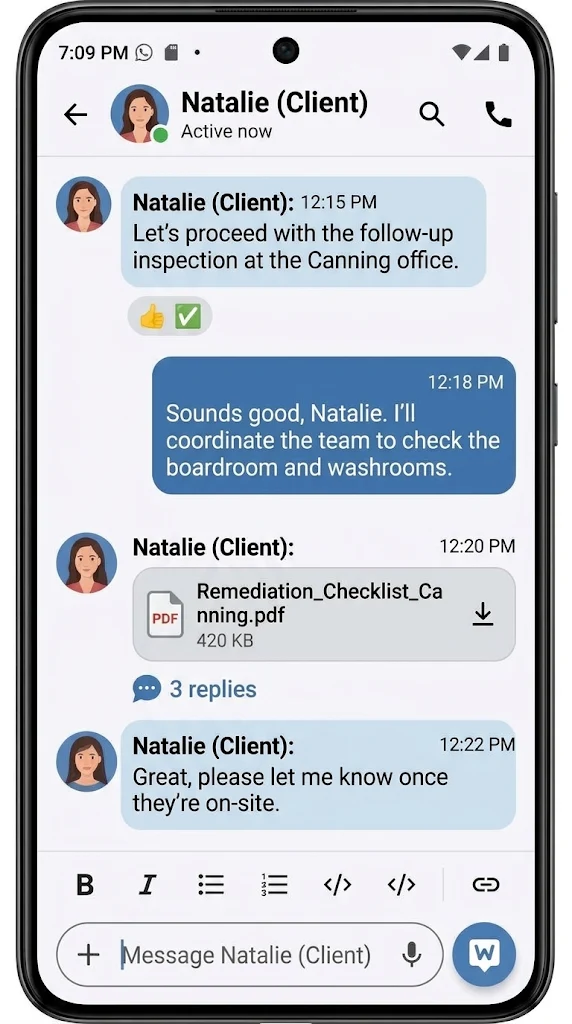 7:09 PM
Natalie (Client)
Active now
Natalie (Client): 12:15 PM
Let's proceed with the follow-up
inspection at the Canning office.
12:18 PM
Sounds good, Natalie. I'll
coordinate the team to check the
boardroom and washrooms.
Natalie (Client): 12:20 PM
Remediation_Checklist_Ca
nning.pdf
PDF
420 KB
3 replies
Natalie (Client): 12:22 PM
Great, please let me know once
they're on-site.
B I 1 2 3 </> </>
Message Natalie (Client)
W